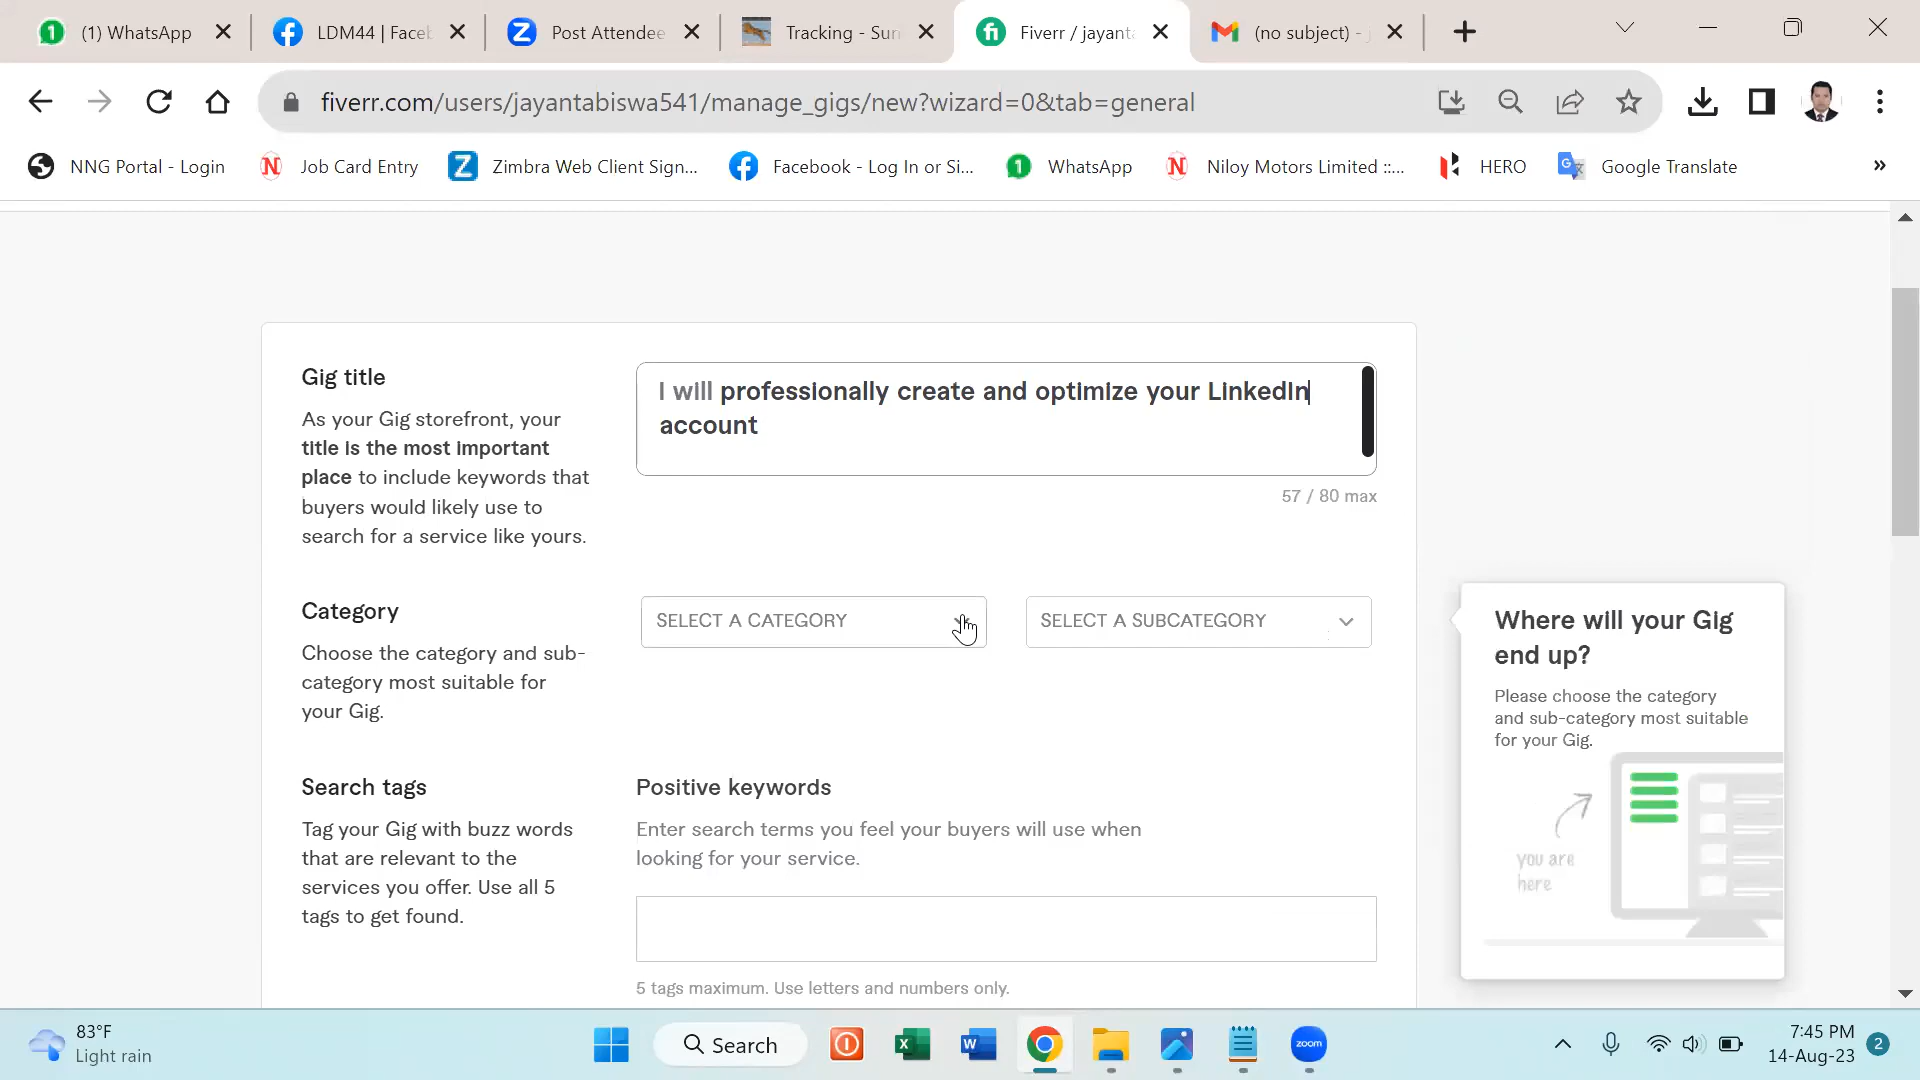 (1) WhatsApp
LDM44 | Faceb
Post Attendee
Tracking - Sun
Fiverr / jayanta
(no subject) - j
fiverr.com/users/jayantabiswa541/manage_gigs/new?wizard=0&tab=general
NNG Portal - Login
Job Card Entry
Zimbra Web Client Sign...
Facebook - Log In or Si...
WhatsApp
Niloy Motors Limited ::...
HERO
Google Translate
»
Gig title
As your Gig storefront, your
title is the most important
place to include keywords that
buyers would likely use to
search for a service like yours.
I will professionally create and optimize your LinkedIn
account
57 / 80 max
Category
Choose the category and sub-
category most suitable for
your Gig.
SELECT A CATEGORY
SELECT A SUBCATEGORY
Where will your Gig
end up?
Please choose the category
and sub-category most suitable
for your Gig.
you are
here
Search tags
Tag your Gig with buzz words
that are relevant to the
services you offer. Use all 5
tags to get found.
Positive keywords
Enter search terms you feel your buyers will use when
looking for your service.
5 tags maximum. Use letters and numbers only.
83°F
Light rain
Search
zoom
7:45 PM
14-Aug-23
2